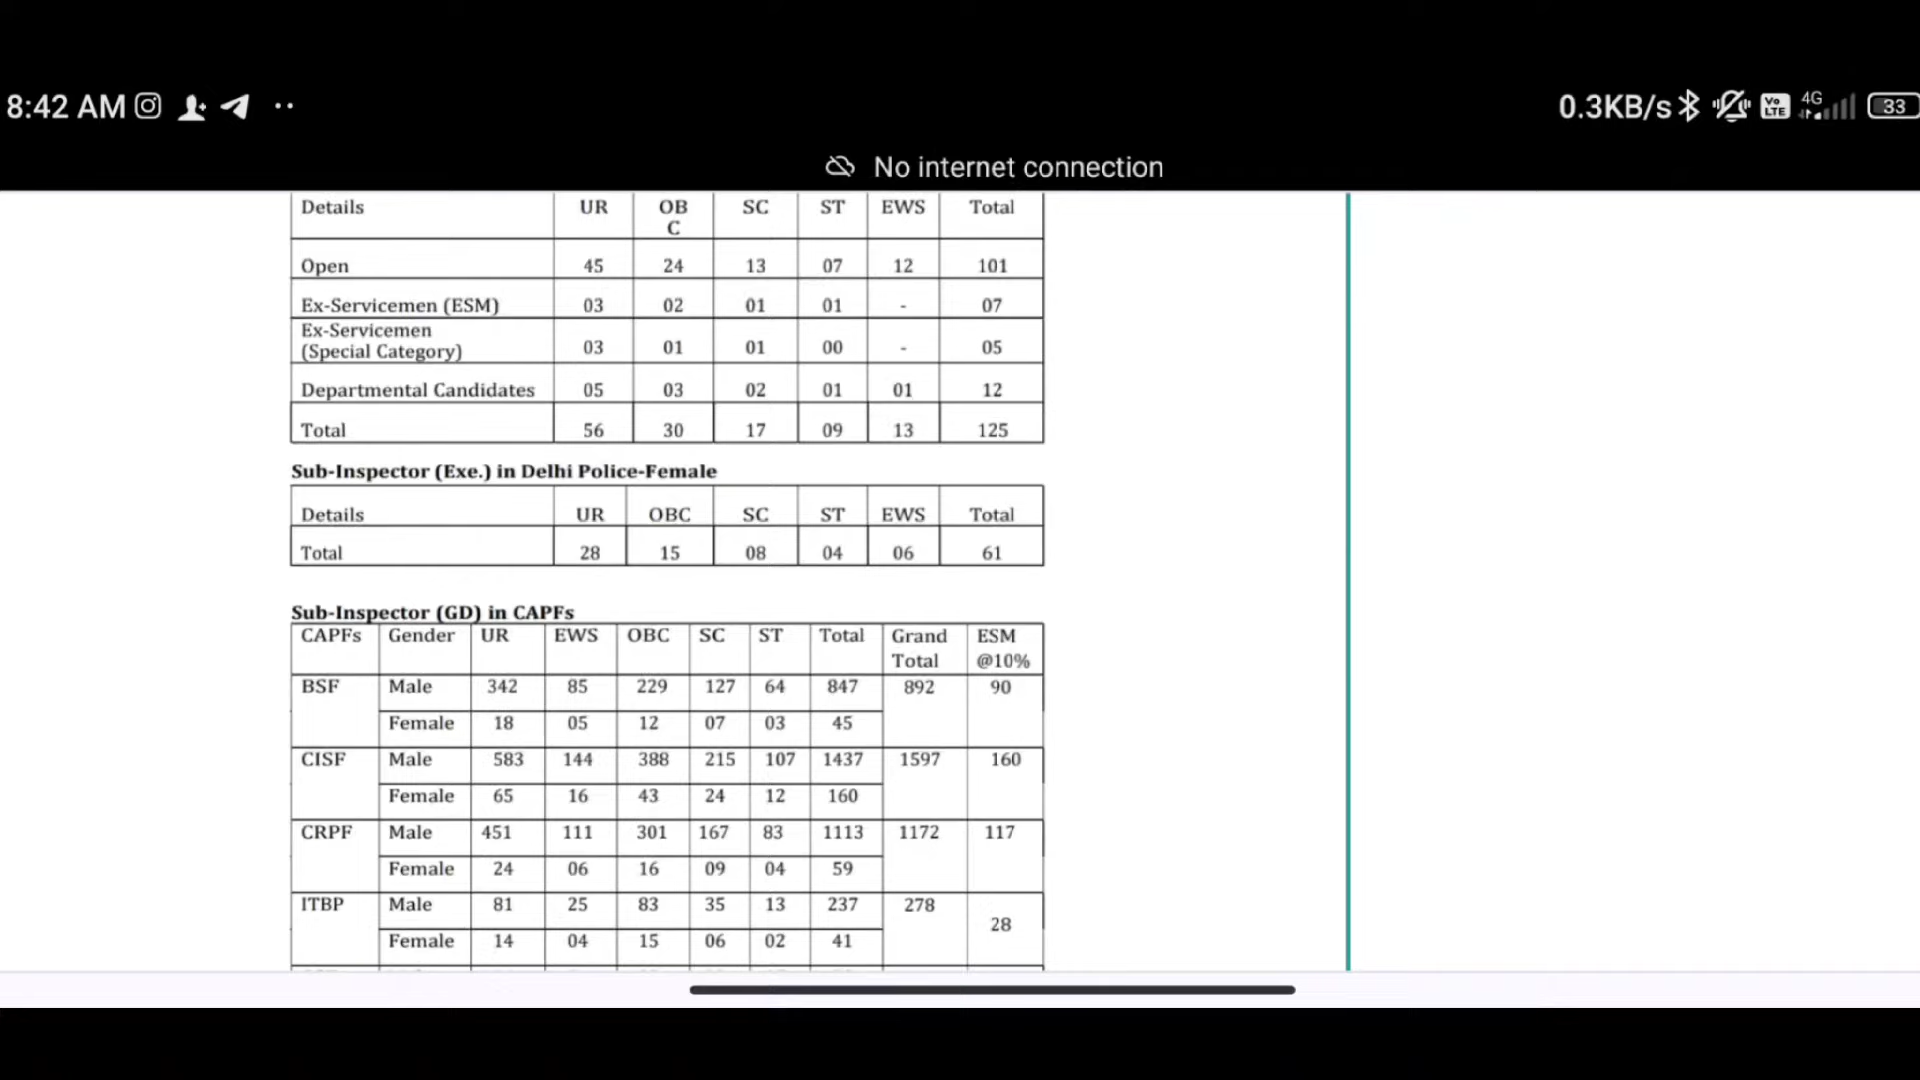 8:42 AM
0.3KB/s Vo LTE 4G 33
No internet connection
Details UR OB C SC ST EWS Total
Open 45 24 13 07 12 101
Ex-Servicemen (ESM) 03 02 01 01 - 07
Ex-Servicemen (Special Category) 03 01 01 00 - 05
Departmental Candidates 05 03 02 01 01 12
Total 56 30 17 09 13 125
Sub-Inspector (Exe.) in Delhi Police-Female
Details UR OBC SC ST EWS Total
Total 28 15 08 04 06 61
Sub-Inspector (GD) in CAPFs
CAPFs Gender UR EWS OBC SC ST Total Grand Total ESM @10%
BSF Male 342 85 229 127 64 847 892 90
Female 18 05 12 07 03 45
CISF Male 583 144 388 215 107 1437 1597 160
Female 65 16 43 24 12 160
CRPF Male 451 111 301 167 83 1113 1172 117
Female 24 06 16 09 04 59
ITBP Male 81 25 83 35 13 237 278 28
Female 14 04 15 06 02 41